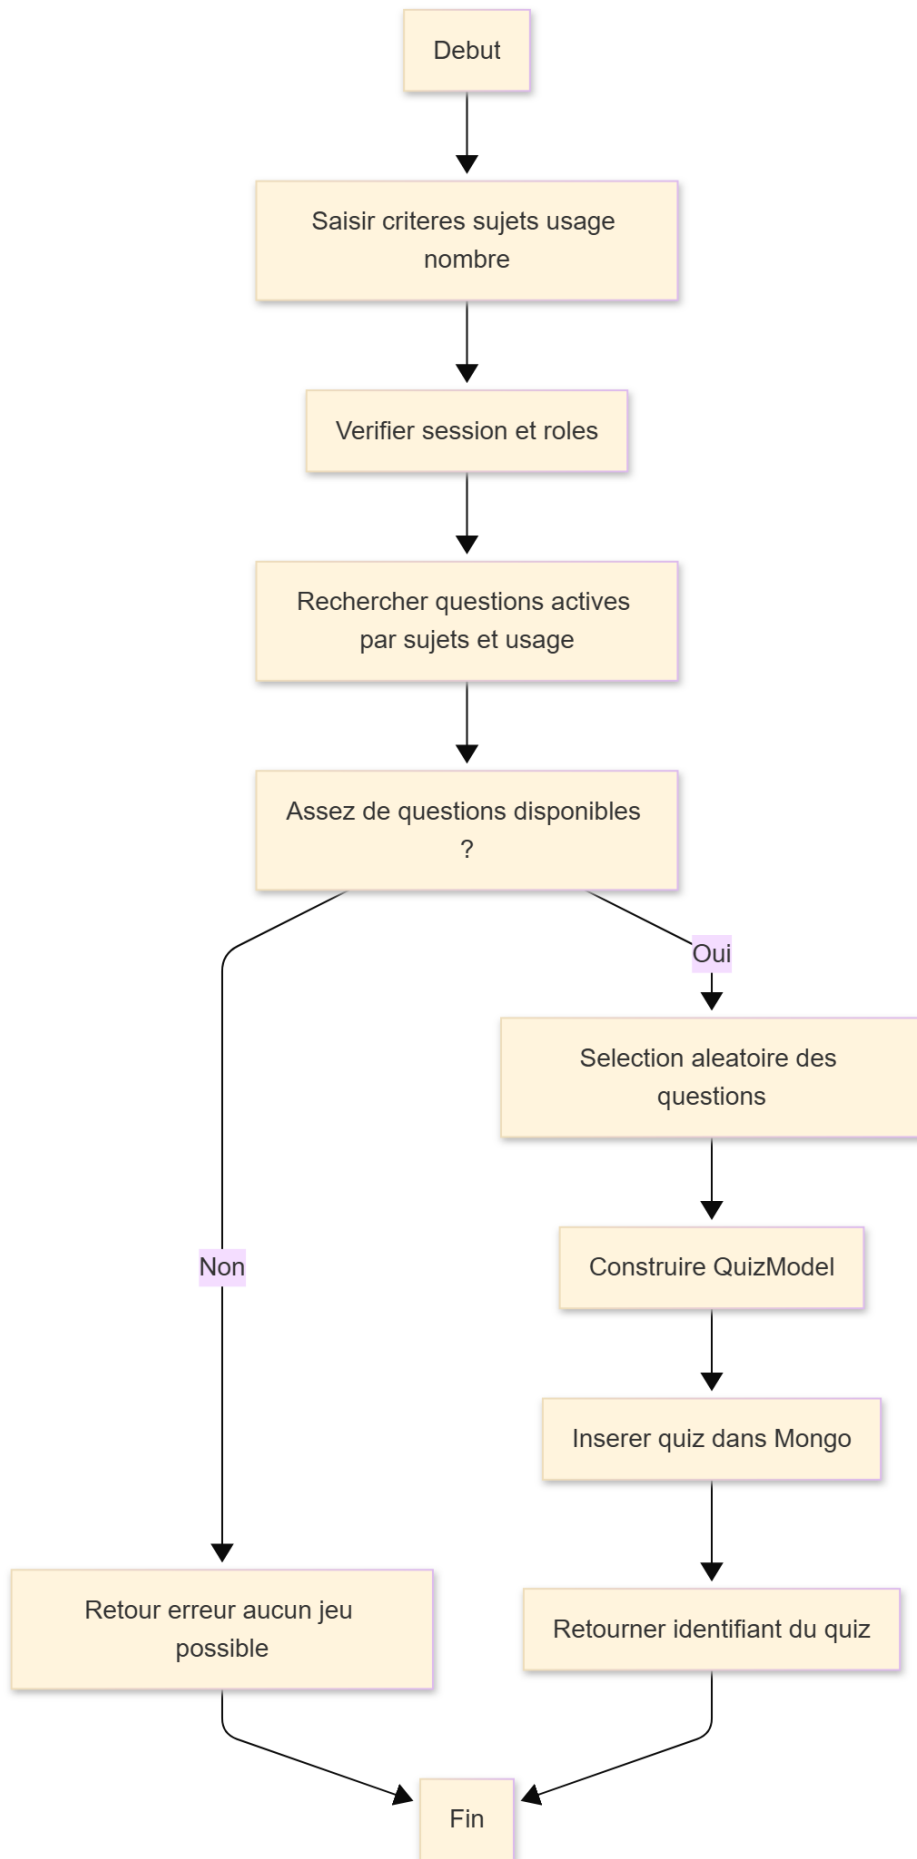 Debut
Saisir criteres sujets usage
nombre
Verifier session et roles
Rechercher questions actives
par sujets et usage
Assez de questions disponibles
?
Oui
Selection aleatoire des
questions
Construire QuizModel
Non
Inserer quiz dans Mongo
Retour erreur aucun jeu
possible
Retourner identifiant du quiz
Fin